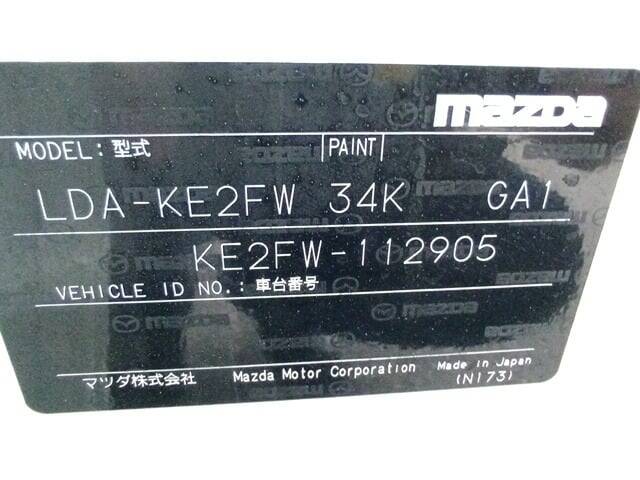 mazda
MODEL: 型式 PAINT
LDA-KE2FW 34K GA1
KE2FW-112905
VEHICLE ID NO.: 車台番号
マツダ株式会社 Mazda Motor Corporation Made in Japan
(N173)